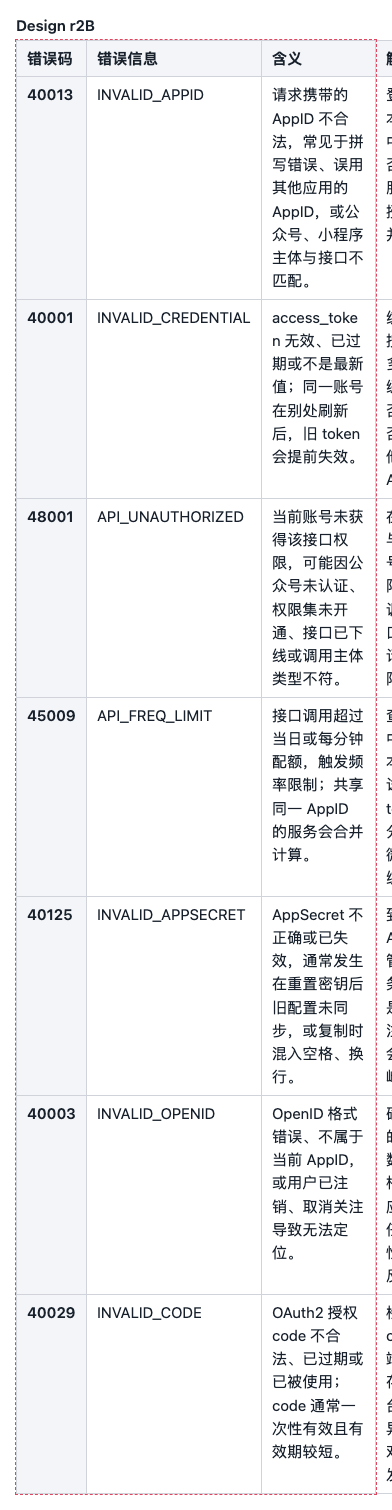 Design r2B
错误码 错误信息 含义
40013 INVALID_APPID 请求携带的
AppID 不合
法，常见于拼
写错误、误用
其他应用的
AppID，或公
众号、小程序
主体与接口不
匹配。
40001 INVALID_CREDENTIAL access_toke
n 无效、已过
期或不是最新
值；同一账号
在别处刷新
后，旧 token
会提前失效。
48001 API_UNAUTHORIZED 当前账号未获
得该接口权
限，可能因公
众号未认证、
权限集未开
通、接口已下
线或调用主体
类型不符。
45009 API_FREQ_LIMIT 接口调用超过
当日或每分钟
配额，触发频
率限制；共享
同一 AppID
的服务会合并
计算。
40125 INVALID_APPSECRET AppSecret 不
正确或已失
效，通常发生
在重置密钥后
旧配置未同
步，或复制时
混入空格、换
行。
40003 INVALID_OPENID OpenID 格式
错误、不属于
当前 AppID，
或用户已注
销、取消关注
导致无法定
位。
40029 INVALID_CODE OAuth2 授权
code 不合
法、已过期或
已被使用；
code 通常一
次性有效且有
效期较短。